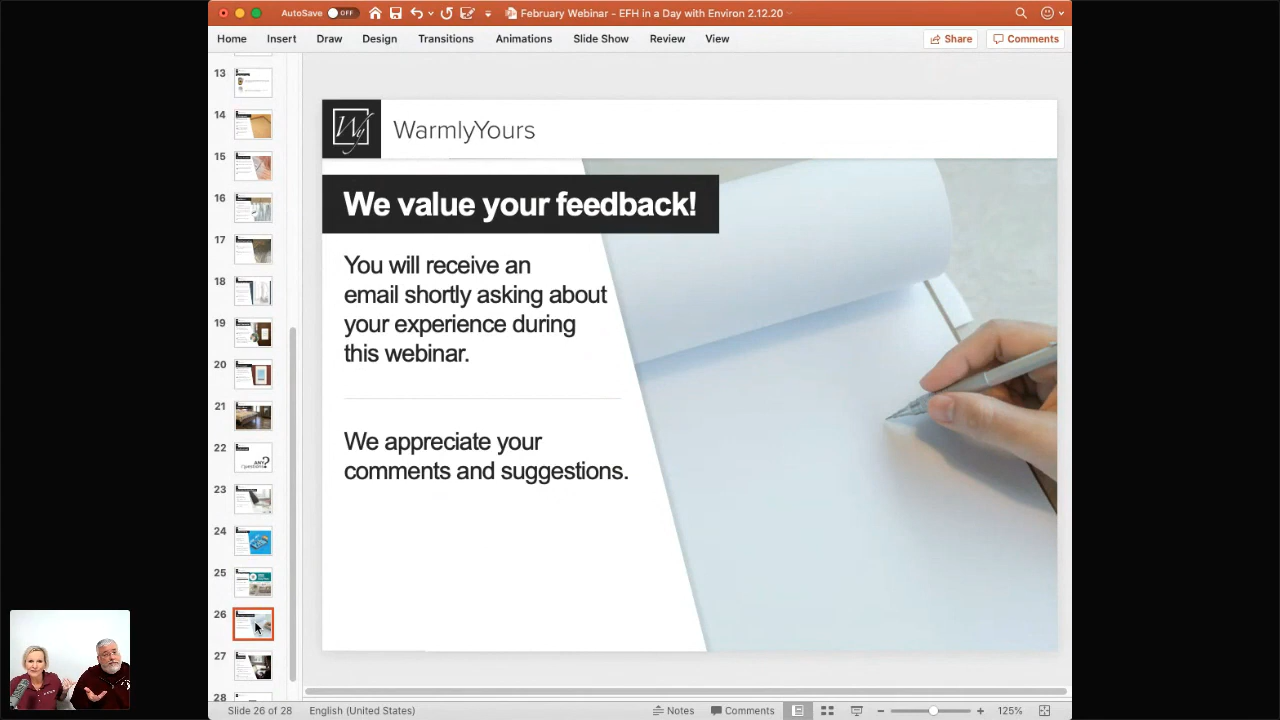 AutoSave OFF
February Webinar - EFH in a Day with Environ 2.12.20
Home Insert Draw Design Transitions Animations Slide Show Review View Share Comments
13
14
15
16
17
18
19
20
21
22
23
24
25
26
27
28
WarmlyYours
We value your feedback!
You will receive an
email shortly asking about
your experience during
this webinar.
We appreciate your
comments and suggestions.
Slide 26 of 28 English (United States) Notes Comments 125%